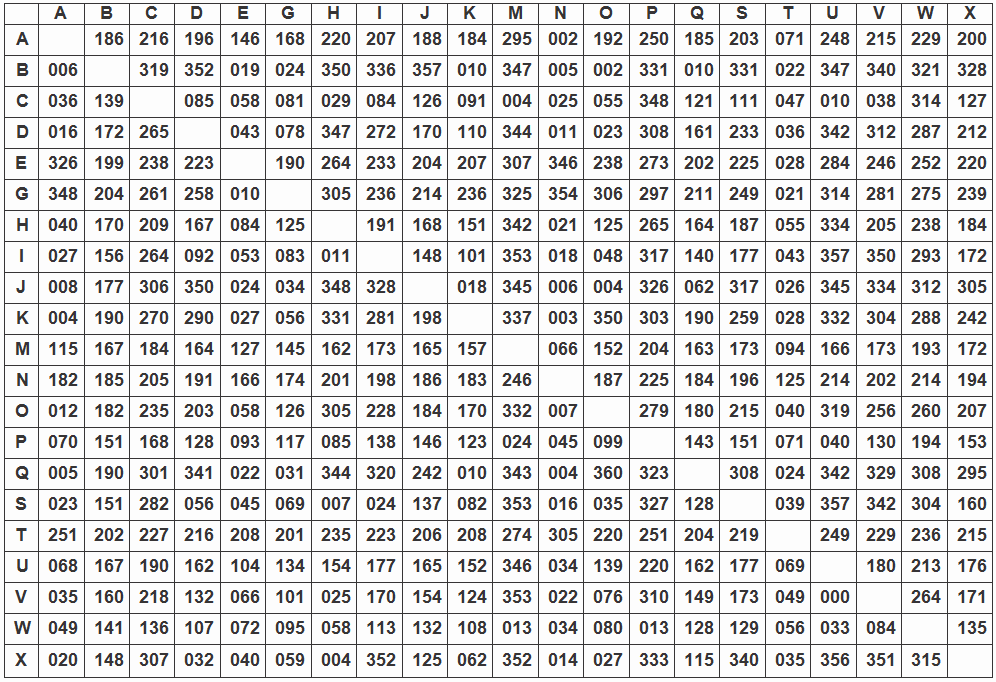 A B C D E G H I J K M N O P Q S T U V W X
A 186 216 196 146 168 220 207 188 184 295 002 192 250 185 203 071 248 215 229 200
B 006 319 352 019 024 350 336 357 010 347 005 002 331 010 331 022 347 340 321 328
C 036 139 085 058 081 029 084 126 091 004 025 055 348 121 111 047 010 038 314 127
D 016 172 265 043 078 347 272 170 110 344 011 023 308 161 233 036 342 312 287 212
E 326 199 238 223 190 264 233 204 207 307 346 238 273 202 225 028 284 246 252 220
G 348 204 261 258 010 305 236 214 236 325 354 306 297 211 249 021 314 281 275 239
H 040 170 209 167 084 125 191 168 151 342 021 125 265 164 187 055 334 205 238 184
I 027 156 264 092 053 083 011 148 101 353 018 048 317 140 177 043 357 350 293 172
J 008 177 306 350 024 034 348 328 018 345 006 004 326 062 317 026 345 334 312 305
K 004 190 270 290 027 056 331 281 198 337 003 350 303 190 259 028 332 304 288 242
M 115 167 184 164 127 145 162 173 165 157 066 152 204 163 173 094 166 173 193 172
N 182 185 205 191 166 174 201 198 186 183 246 187 225 184 196 125 214 202 214 194
O 012 182 235 203 058 126 305 228 184 170 332 007 279 180 215 040 319 256 260 207
P 070 151 168 128 093 117 085 138 146 123 024 045 099 143 151 071 040 130 194 153
Q 005 190 301 341 022 031 344 320 242 010 343 004 360 323 308 024 342 329 308 295
S 023 151 282 056 045 069 007 024 137 082 353 016 035 327 128 039 357 342 304 160
T 251 202 227 216 208 201 235 223 206 208 274 305 220 251 204 219 249 229 236 215
U 068 167 190 162 104 134 154 177 165 152 346 034 139 220 162 177 069 180 213 176
V 035 160 218 132 066 101 025 170 154 124 353 022 076 310 149 173 049 000 264 171
W 049 141 136 107 072 095 058 113 132 108 013 034 080 013 128 129 056 033 084 135
X 020 148 307 032 040 059 004 352 125 062 352 014 027 333 115 340 035 356 351 315